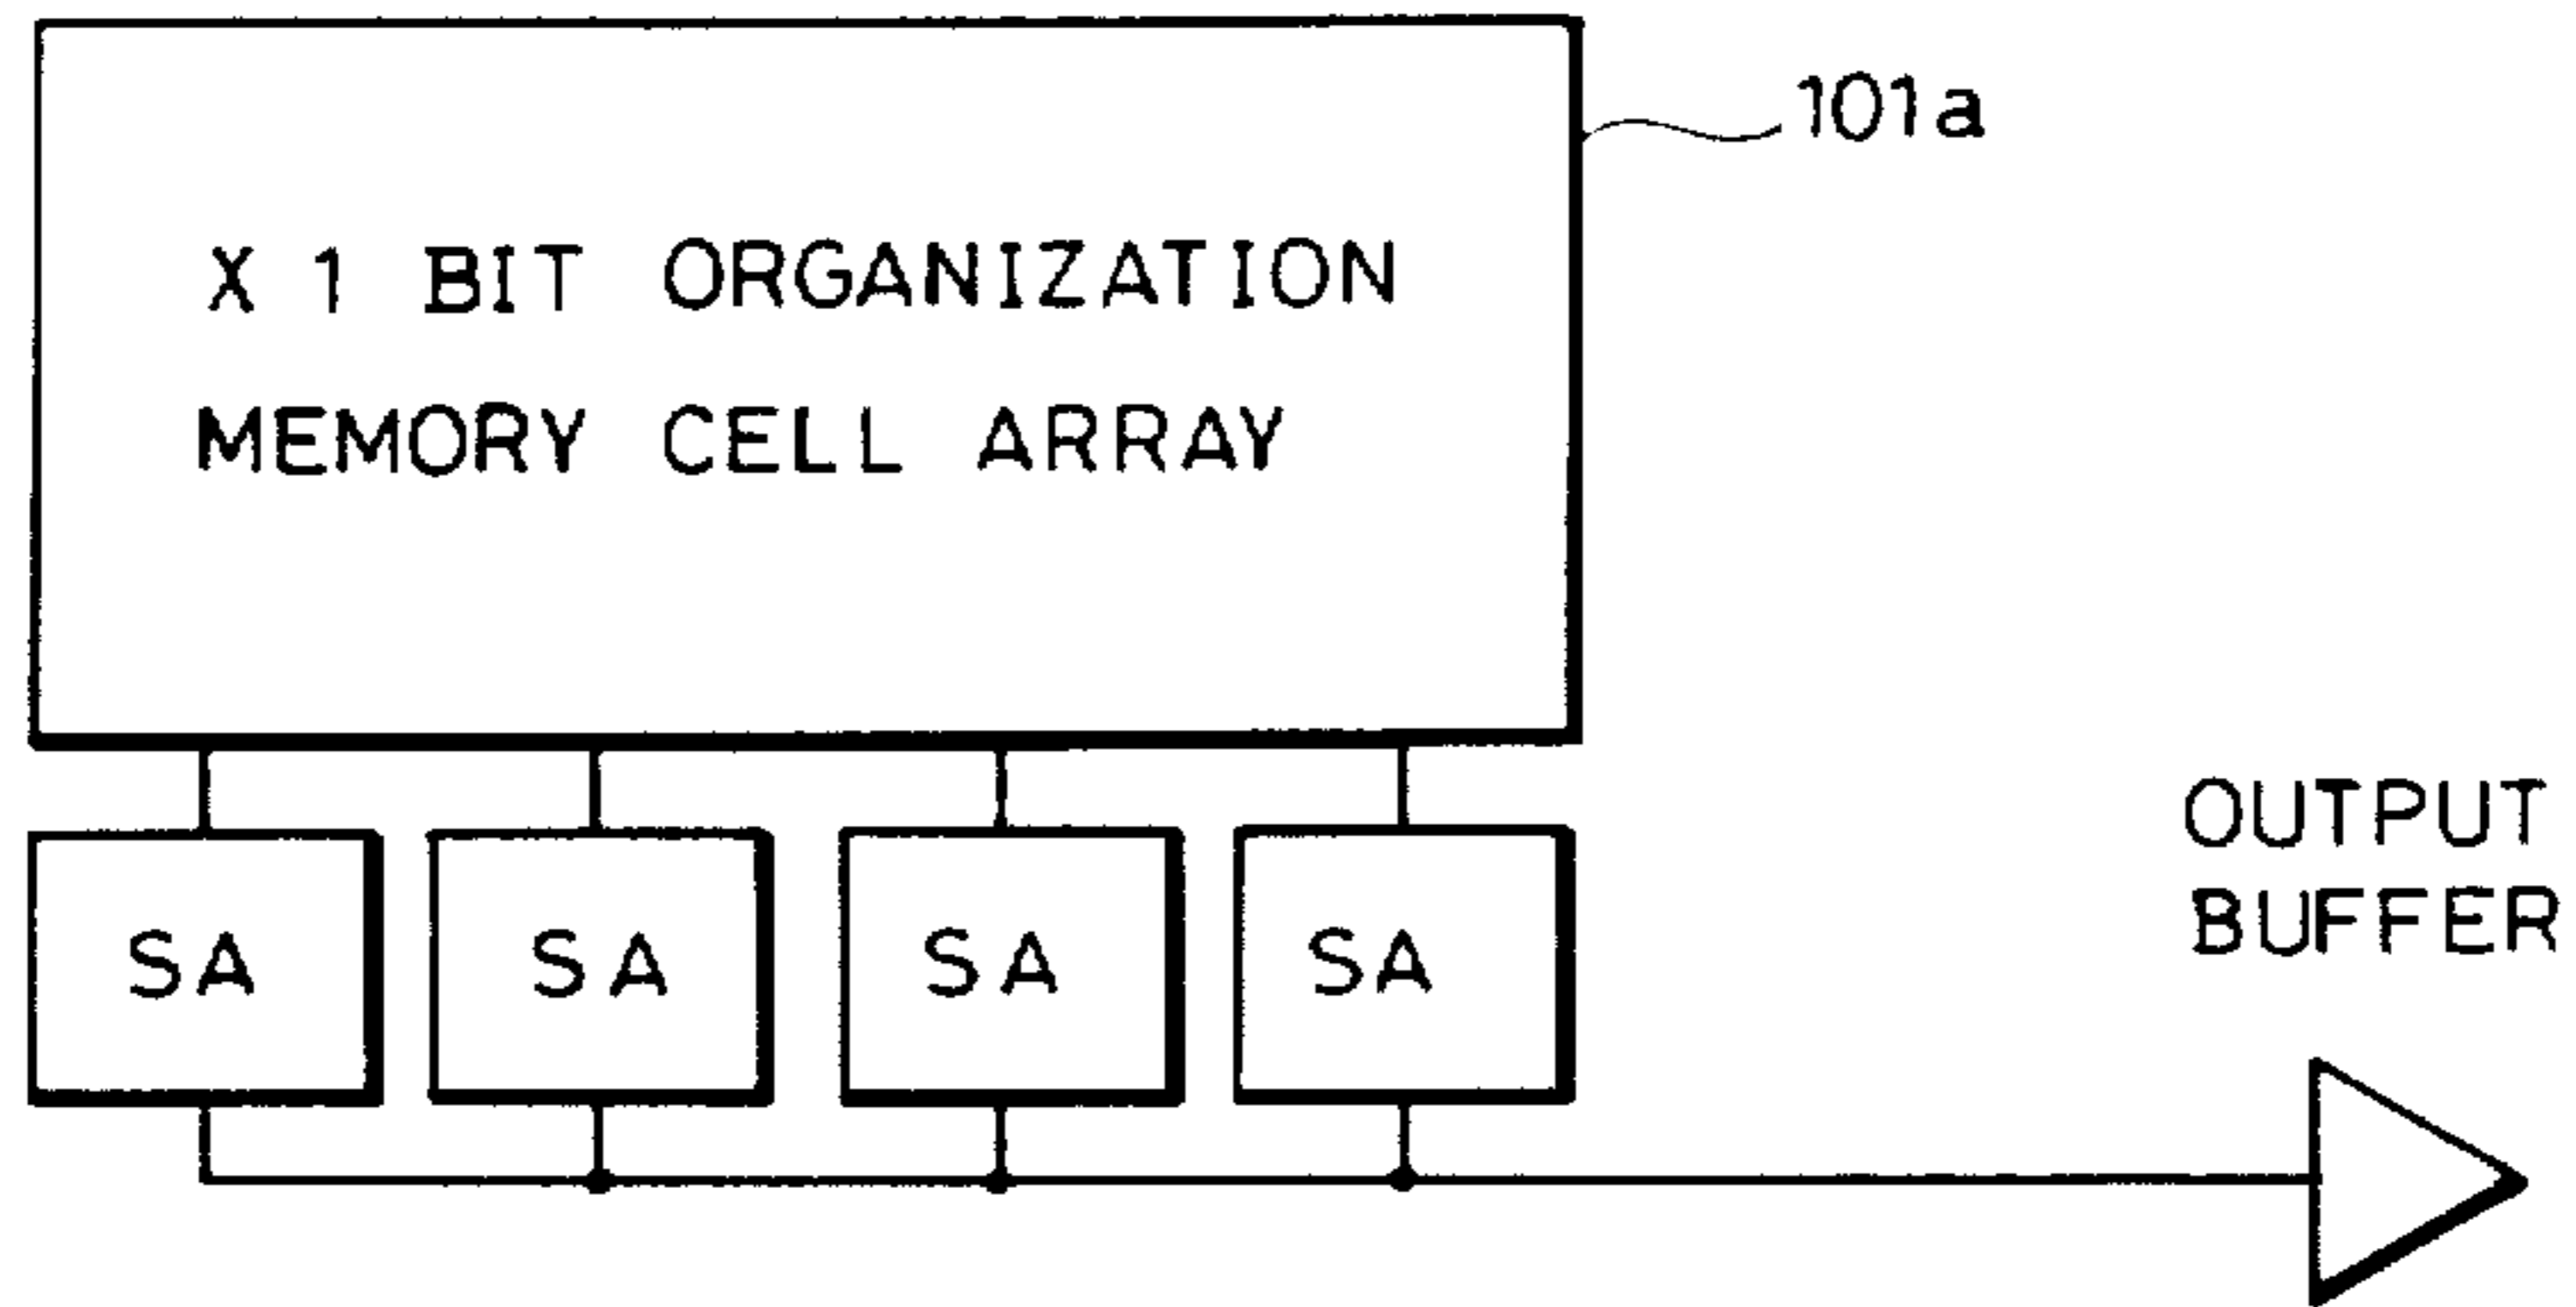 101a
X 1 BIT ORGANIZATION
MEMORY CELL ARRAY
OUTPUT
BUFFER
SA SA SA SA